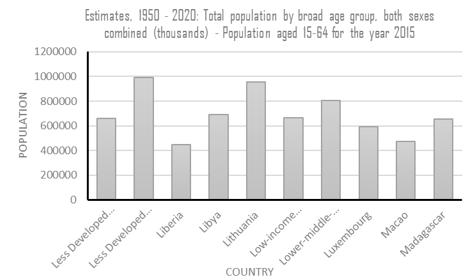 Estimates, 1950 - 2020: Total population by broad age group, both sexes
combined (thousands) - Population aged 15-64 for the year 2015
1200000
1000000
800000
600000
400000
200000
0
POPULATION
Less Developed...
Less Developed...
Liberia
Libya
Lithuania
Low-income...
Lower-middle-...
Luxembourg
Macao
Madagascar
COUNTRY